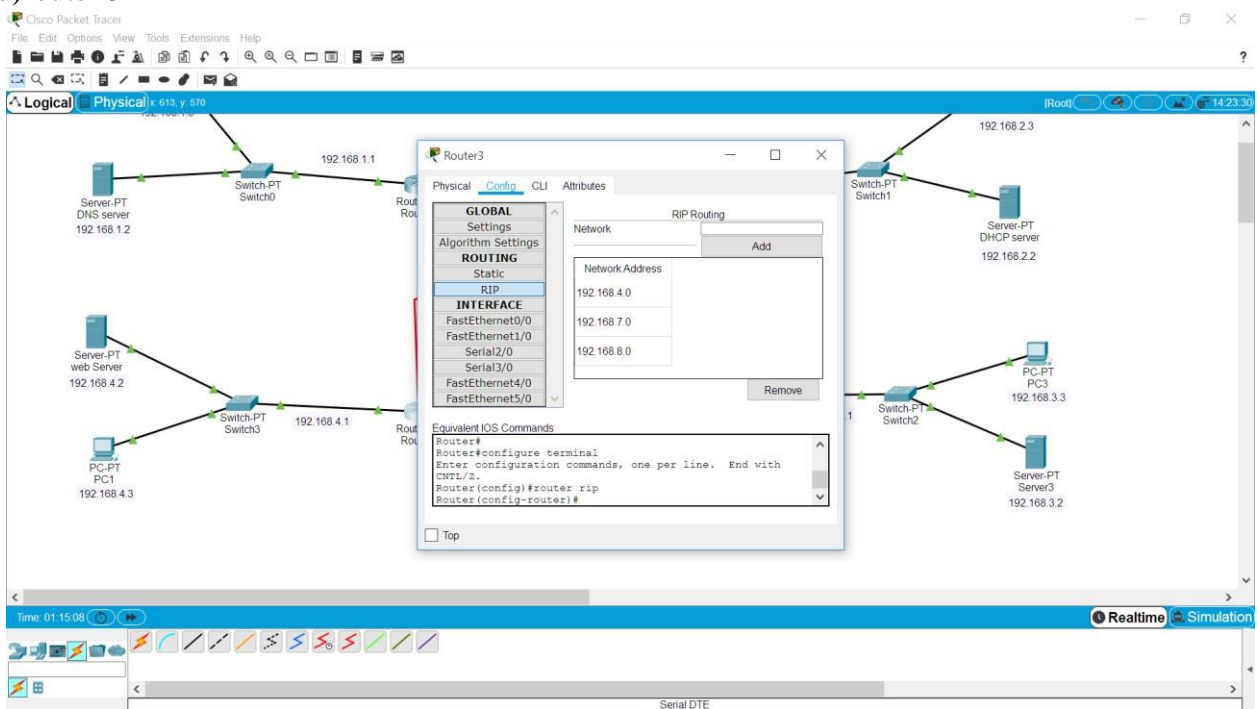 Cisco Packet Tracer
File Edit Options View Tools Extensions Help
?
Logical Physical x: 613, y: 570 [Root] 14:23:30
192.168.2.3
192.168.1.1
Switch-PT
Switch0
Server-PT
DNS server
192.168.1.2
Rout
Rou
Switch-PT
Switch1
Server-PT
DHCP server
192.168.2.2
Server-PT
web Server
192.168.4.2
Switch-PT
Switch3
192.168.4.1
Rout
Rou
PC-PT
PC1
192.168.4.3
PC-PT
PC3
192.168.3.3
.1
Switch-PT
Switch2
Server-PT
Server3
192.168.3.2
Router3
Physical Config CLI Attributes
GLOBAL
Settings
Algorithm Settings
ROUTING
Static
RIP
INTERFACE
FastEthernet0/0
FastEthernet1/0
Serial2/0
Serial3/0
FastEthernet4/0
FastEthernet5/0
RIP Routing
Network
Add
Network Address
192.168.4.0
192.168.7.0
192.168.8.0
Remove
Equivalent IOS Commands
Router#
Router#configure terminal
Enter configuration commands, one per line. End with
CNTL/Z.
Router(config)#router rip
Router(config-router)#
Top
Time: 01:15:08
Realtime Simulation
Serial DTE